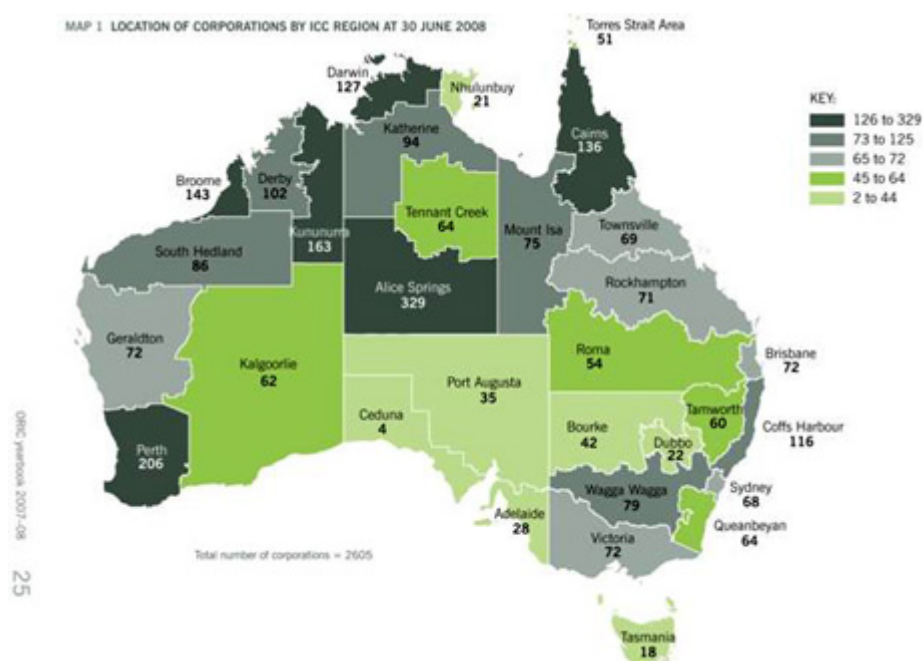 MAP 1 LOCATION OF CORPORATIONS BY ICC REGION AT 30 JUNE 2008
Torres Strait Area
51
Darwin
127
Nhulunbuy
21
KEY:
126 to 329
73 to 125
65 to 72
45 to 64
2 to 44
Katherine
94
Cairns
136
Broome
143
Derby
102
Kununurra
163
Tennant Creek
64
Mount Isa
75
Townsville
69
South Hedland
86
Alice Springs
329
Rockhampton
71
Geraldton
72
Kalgoorlie
62
Roma
54
Brisbane
72
Port Augusta
35
Ceduna
4
Bourke
42
Tamworth
60
Dubbo
22
Coffs Harbour
116
Perth
206
Wagga Wagga
79
Sydney
68
Adelaide
28
Queanbeyan
64
Victoria
72
Total number of corporations = 2605
Tasmania
18
ORIC yearbook 2007-08
25